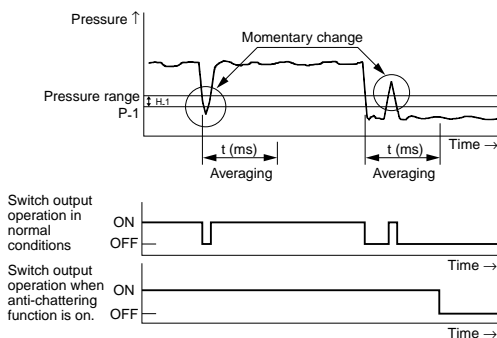 Pressure ↑
Momentary change
Pressure range
H-1
P-1
t (ms)
t (ms)
Time →
Averaging
Averaging
Switch output
operation in
normal
conditions
ON
OFF
Time →
Switch output
operation when
anti-chattering
function is on.
ON
OFF
Time →